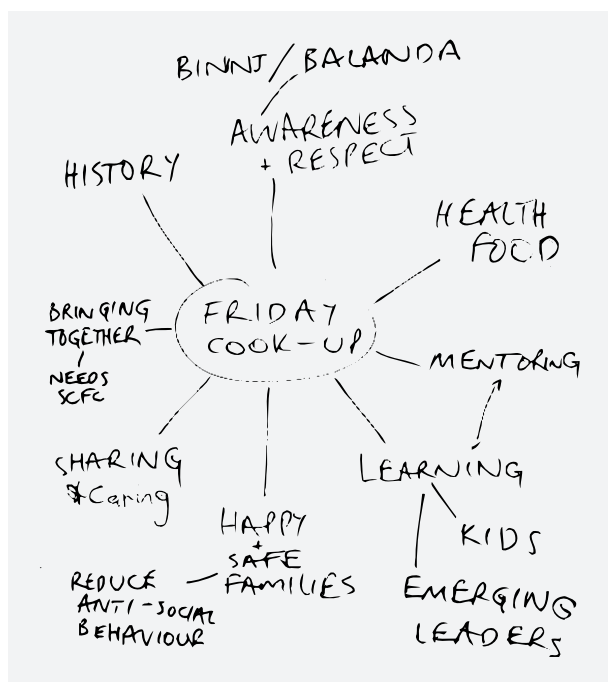 BINNJ / BALANDA
AWARENESS
+ RESPECT
HISTORY
HEALTH
FOOD
FRIDAY
COOK-UP
BRINGING
TOGETHER
NEEDS
SCFC
MENTORING
SHARING
& Caring
LEARNING
HAPPY
+
SAFE
FAMILIES
KIDS
REDUCE
ANTI-SOCIAL
BEHAVIOUR
EMERGING
LEADERS